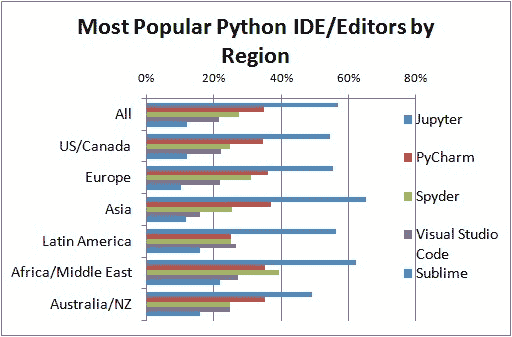 Most Popular Python IDE/Editors by
Region
0% 20% 40% 60% 80%
All
US/Canada
Europe
Asia
Latin America
Africa/Middle East
Australia/NZ
Jupyter
PyCharm
Spyder
Visual Studio
Code
Sublime